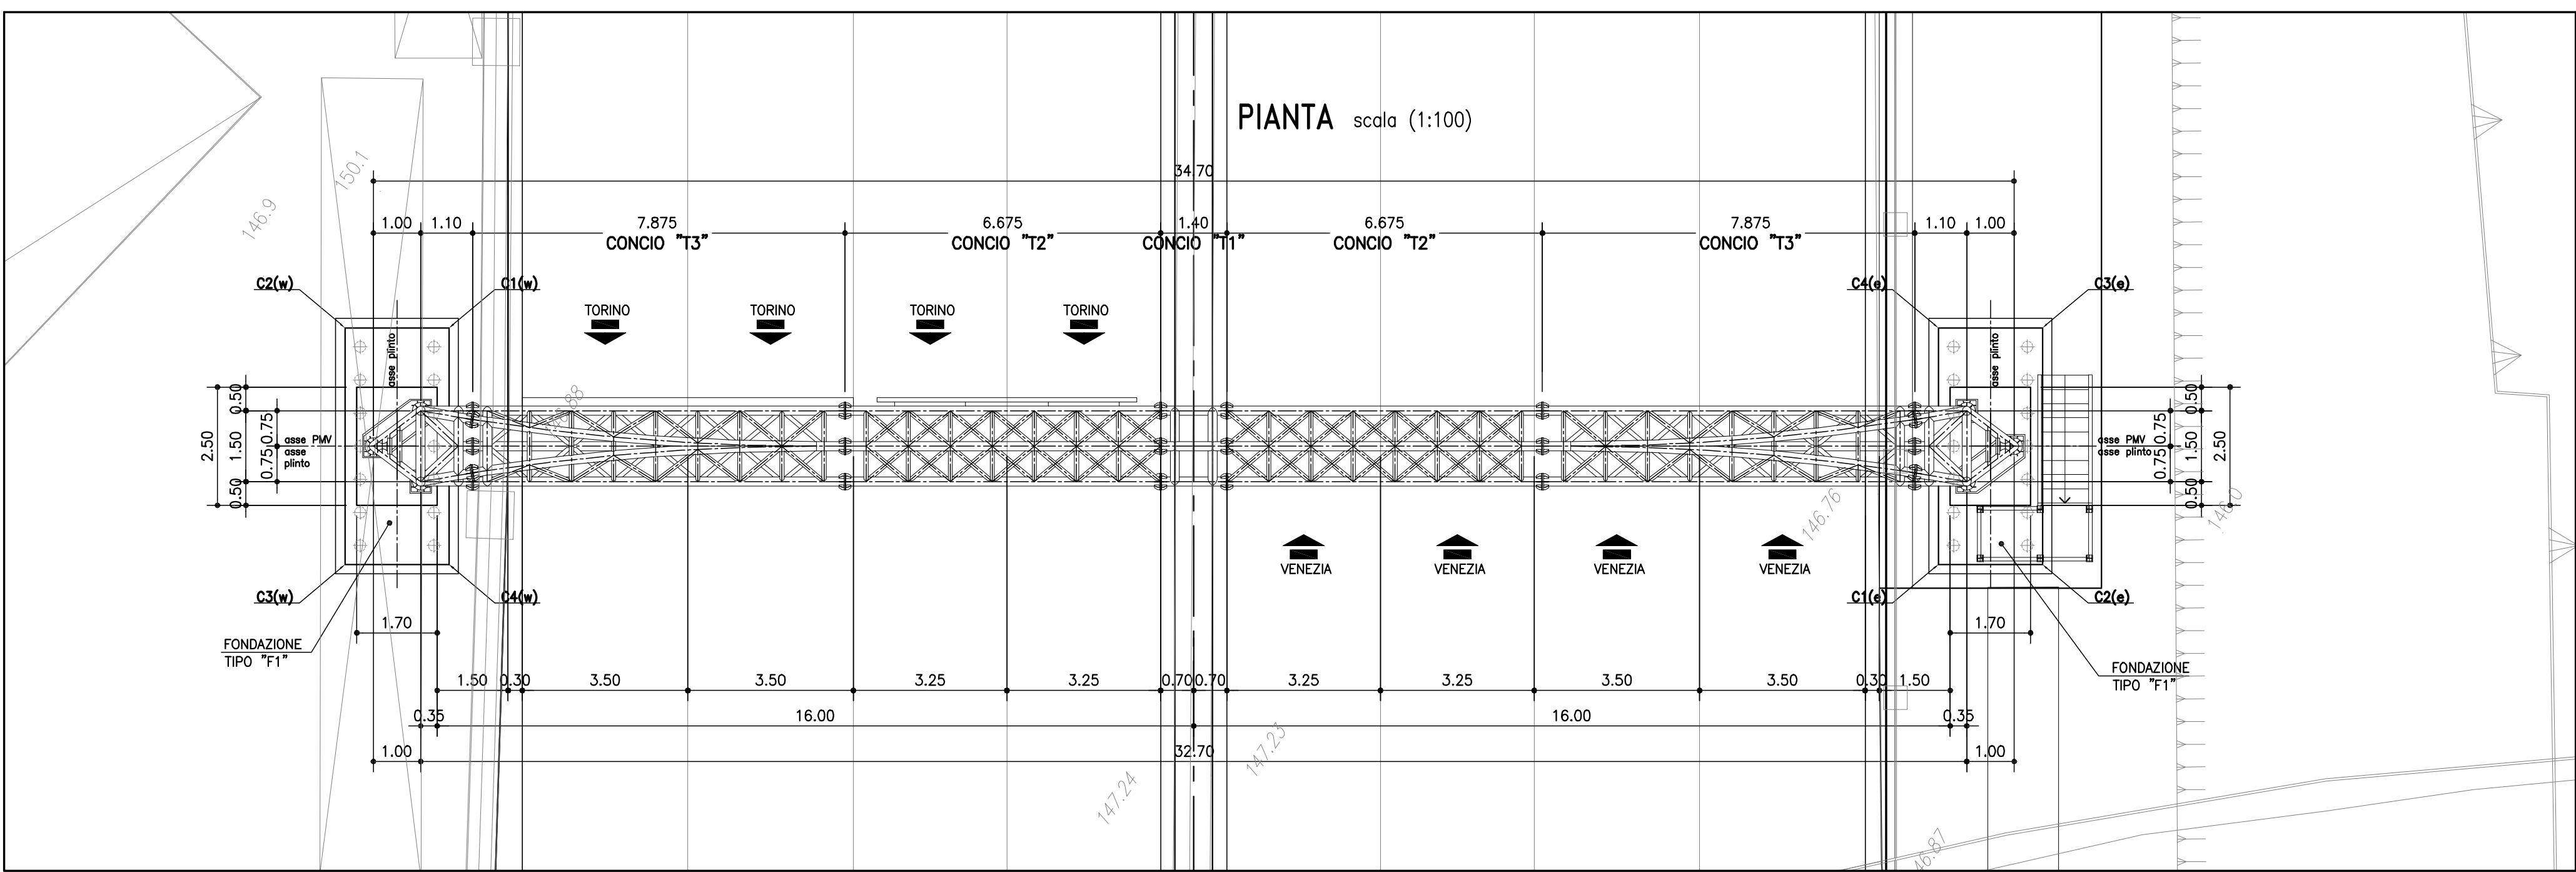 PIANTA scala (1:100)
150.1
146.9
34.70
1.00 1.10 7.875 6.675 1.40 6.675 7.875 1.10 1.00
CONCIO "T3" CONCIO "T2" CONCIO "T1" CONCIO "T2" CONCIO "T3"
C2(w) C1(w) C4(e) C3(e)
TORINO TORINO TORINO TORINO
asse plinto
asse plinto
2.50
0.50
1.50
0.75 0.75
0.50
asse PMV
asse
plinto
0.50
0.75 0.75
1.50
2.50
0.50
asse PMV
asse plinto
146.76
146.0
VENEZIA VENEZIA VENEZIA VENEZIA
C3(w) C4(w) C1(e) C2(e)
1.70 1.70
FONDAZIONE
TIPO "F1"
FONDAZIONE
TIPO "F1"
1.50 0.30 3.50 3.50 3.25 3.25 0.70 0.70 3.25 3.25 3.50 3.50 0.30 1.50
0.35 16.00 16.00 0.35
1.00 32.70 1.00
147.23
147.24